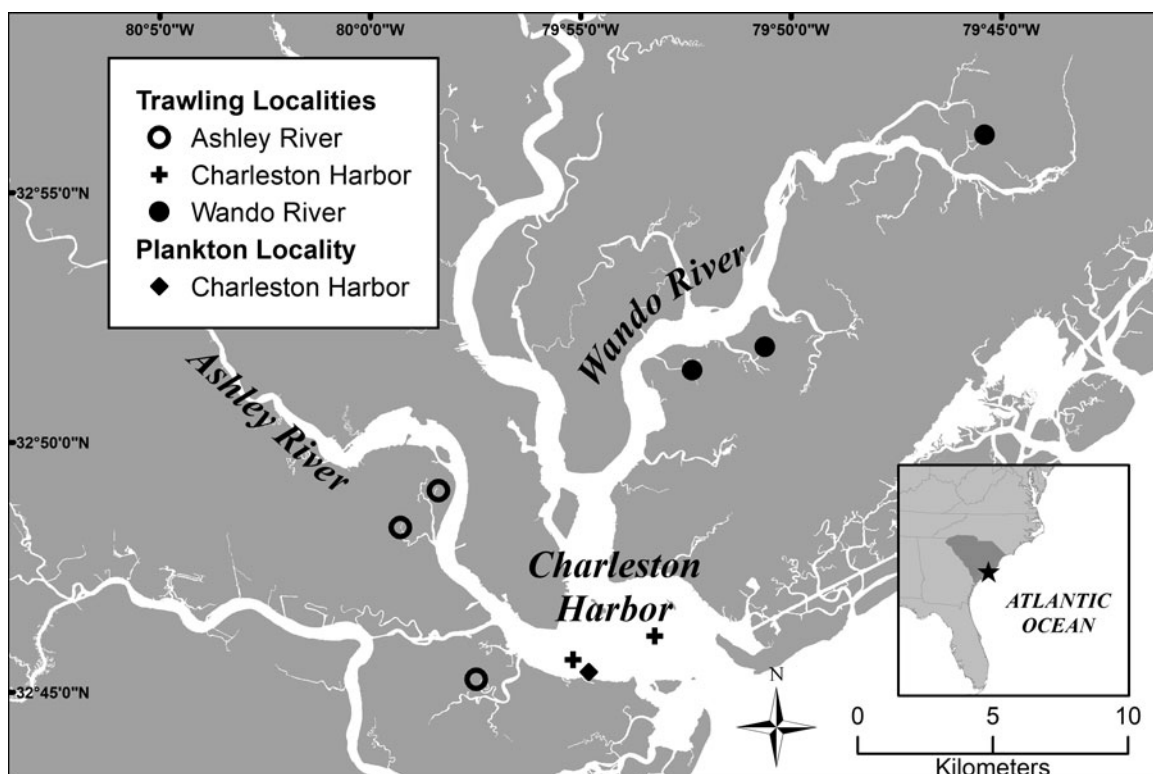 80°5'0"W
80°0'0"W
79°55'0"W
79°50'0"W
79°45'0"W
Trawling Localities
Ashley River
Charleston Harbor
Wando River
Plankton Locality
Charleston Harbor
32°55'0"N
32°50'0"N
32°45'0"N
Wando River
Ashley River
Charleston
Harbor
N
ATLANTIC
OCEAN
0
5
10
Kilometers